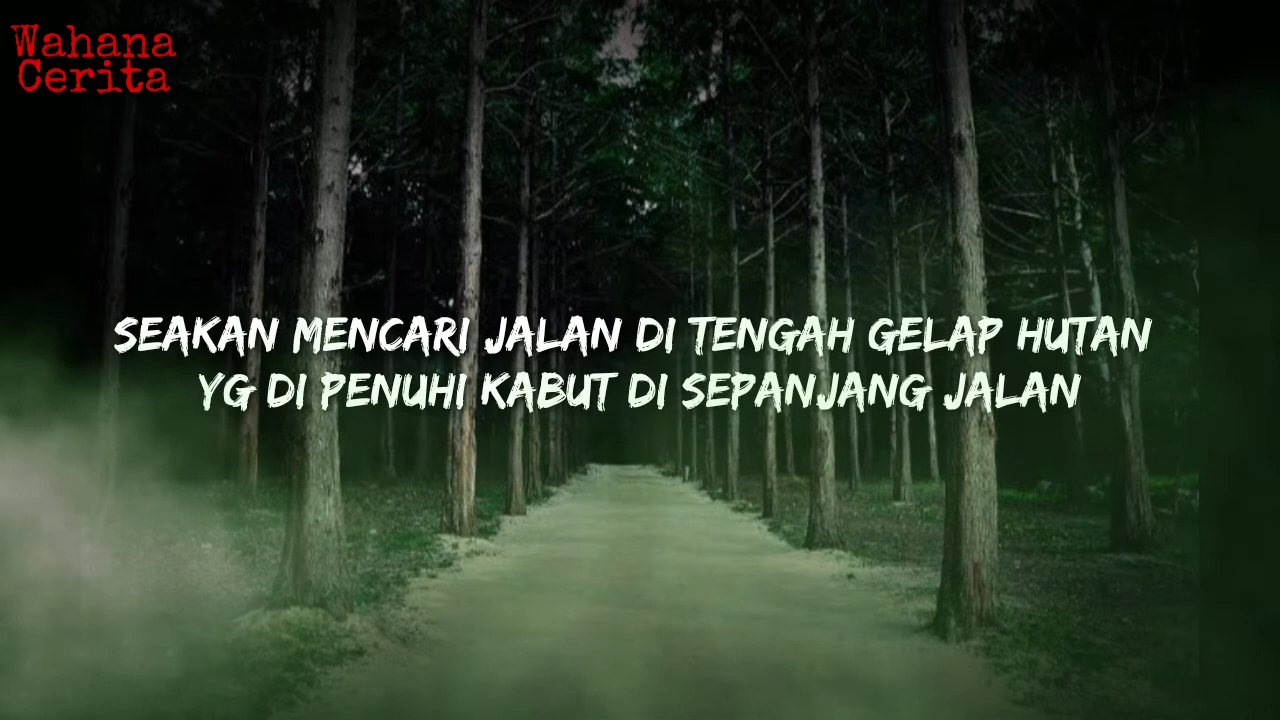 Wahana
Cerita
SEAKAN MENCARI JALAN DI TENGAH GELAP HUTAN
YG DI PENUHI KABUT DI SEPANJANG JALAN